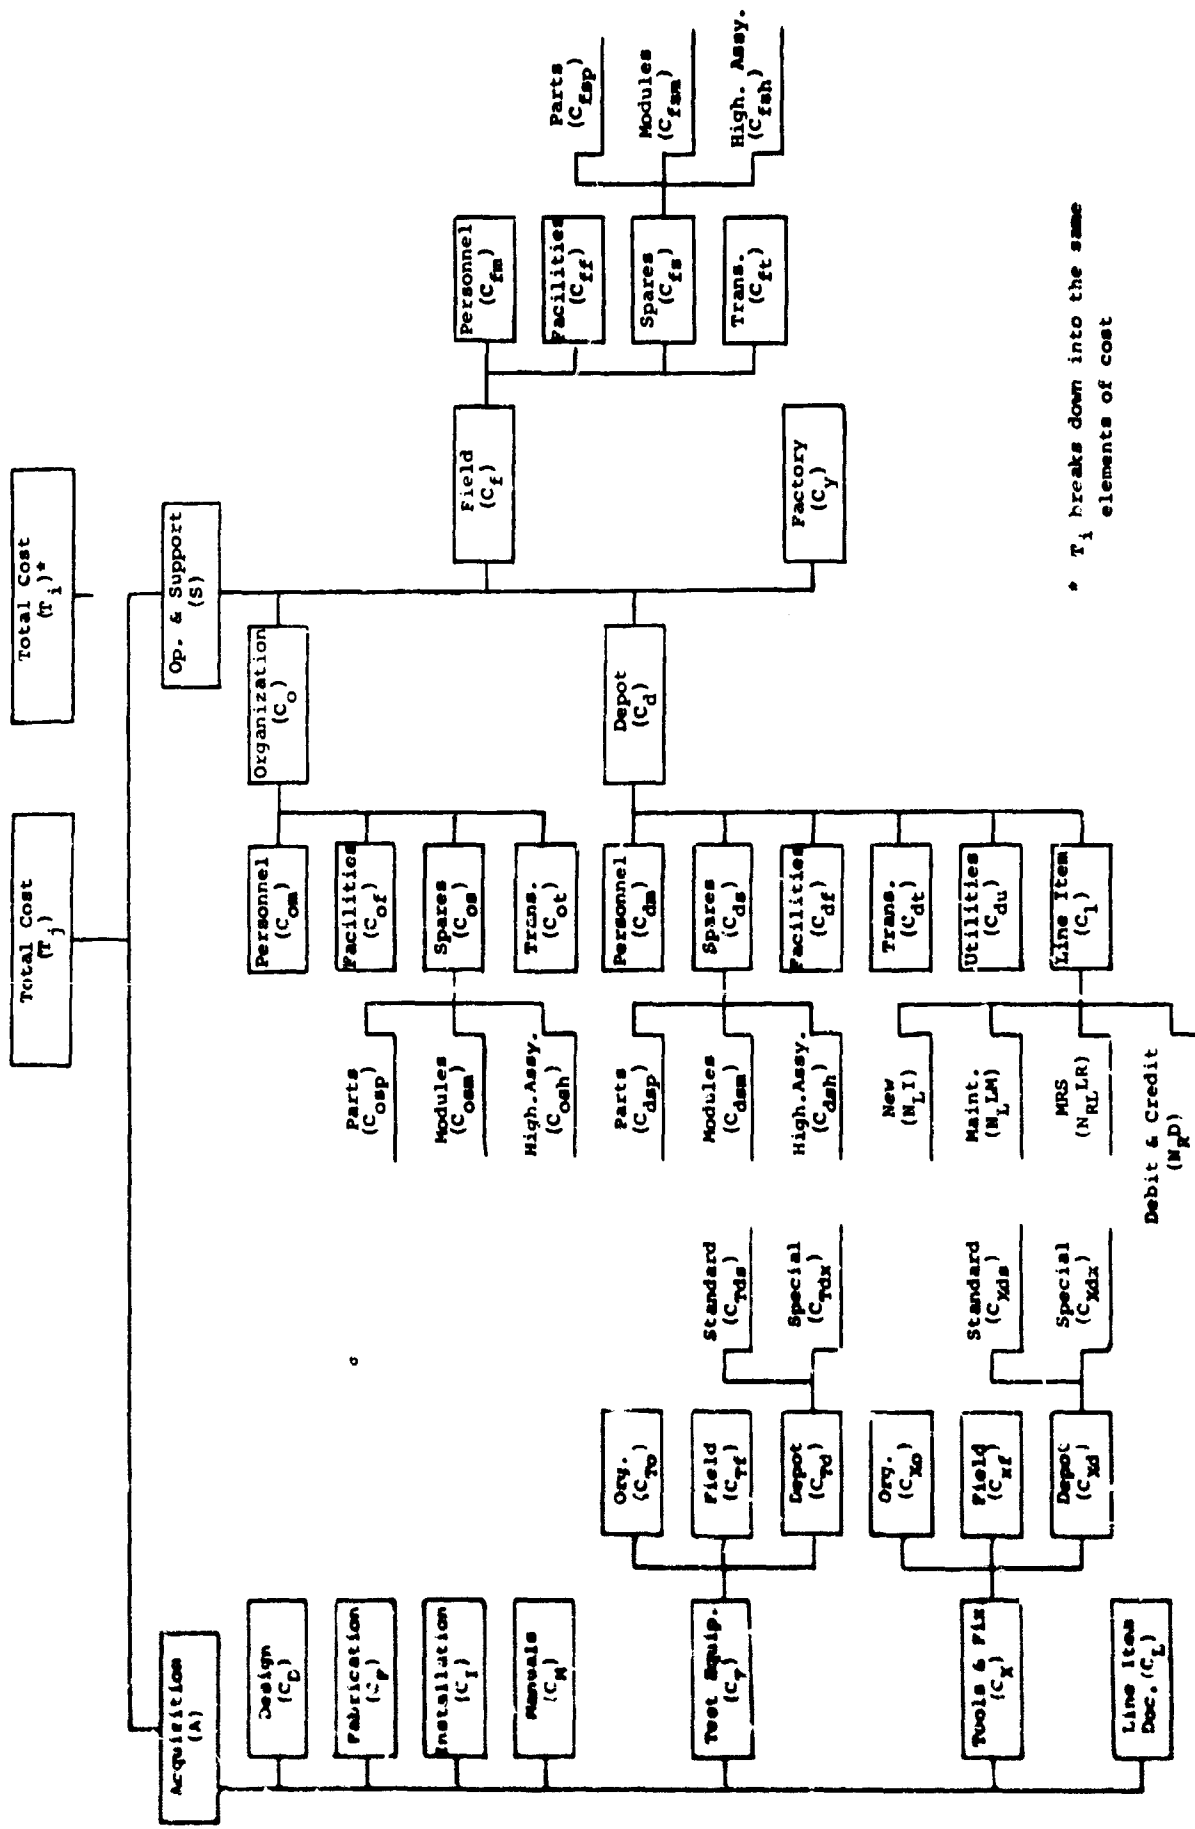 Total Cost
(T_j)
Total Cost
(T_i)*
Acquisition
(A)
Op. & Support
(S)
Design
(C_D)
Fabrication
(C_F)
Installation
(C_I)
Manuals
(C_M)
Test Equip.
(C_T)
Org.
(C_To)
Field
(C_Tf)
Depot
(C_Td)
Standard
(C_Tds)
Special
(C_Tdx)
Tools & Fix
(C_X)
Org.
(C_Xo)
Field
(C_Xf)
Depot
(C_Xd)
Standard
(C_Xds)
Special
(C_Xdx)
Line Item
Doc. (C_L)
Organization
(C_o)
Personnel
(C_om)
Facilities
(C_of)
Spares
(C_os)
Trans.
(C_ot)
Parts
(C_osp)
Modules
(C_osm)
High.Assy.
(C_osh)
Depot
(C_d)
Personnel
(C_dm)
Spares
(C_ds)
Facilities
(C_df)
Trans.
(C_dt)
Utilities
(C_du)
Line Item
(C_l)
Parts
(C_dsp)
Modules
(C_dsm)
High.Assy.
(C_dsh)
New
(N_L I)
Maint.
(N_L LM)
MRS
(N_RL LR)
Debit & Credit
(N_R D)
Field
(C_f)
Personnel
(C_fm)
Facilities
(C_ff)
Spares
(C_fs)
Trans.
(C_ft)
Parts
(C_fsp)
Modules
(C_fsm)
High. Assy.
(C_fsh)
Factory
(C_y)
* T_i breaks down into the same
elements of cost